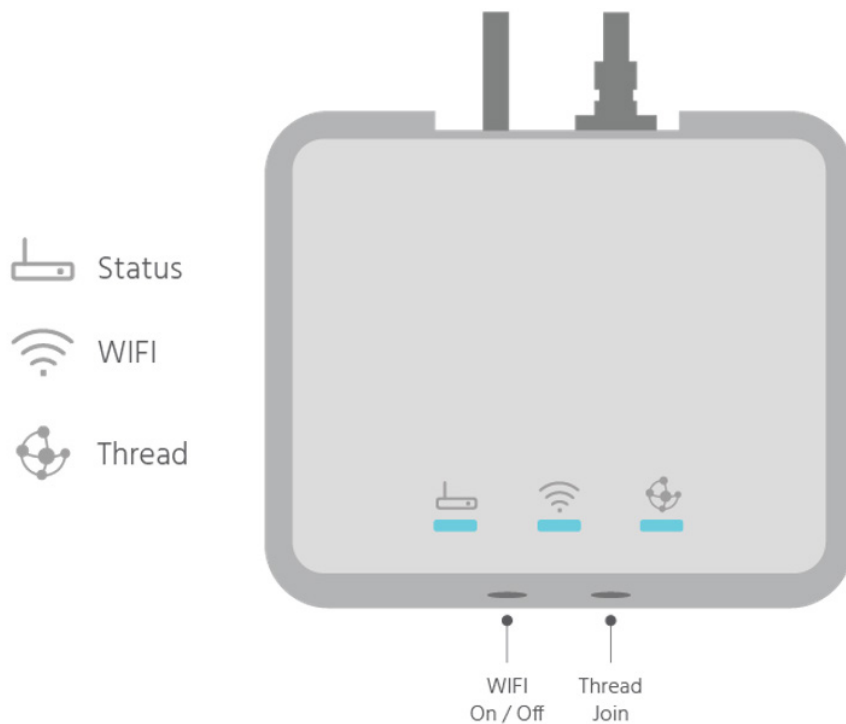 Status
WIFI
Thread
WIFI
On / Off
Thread
Join